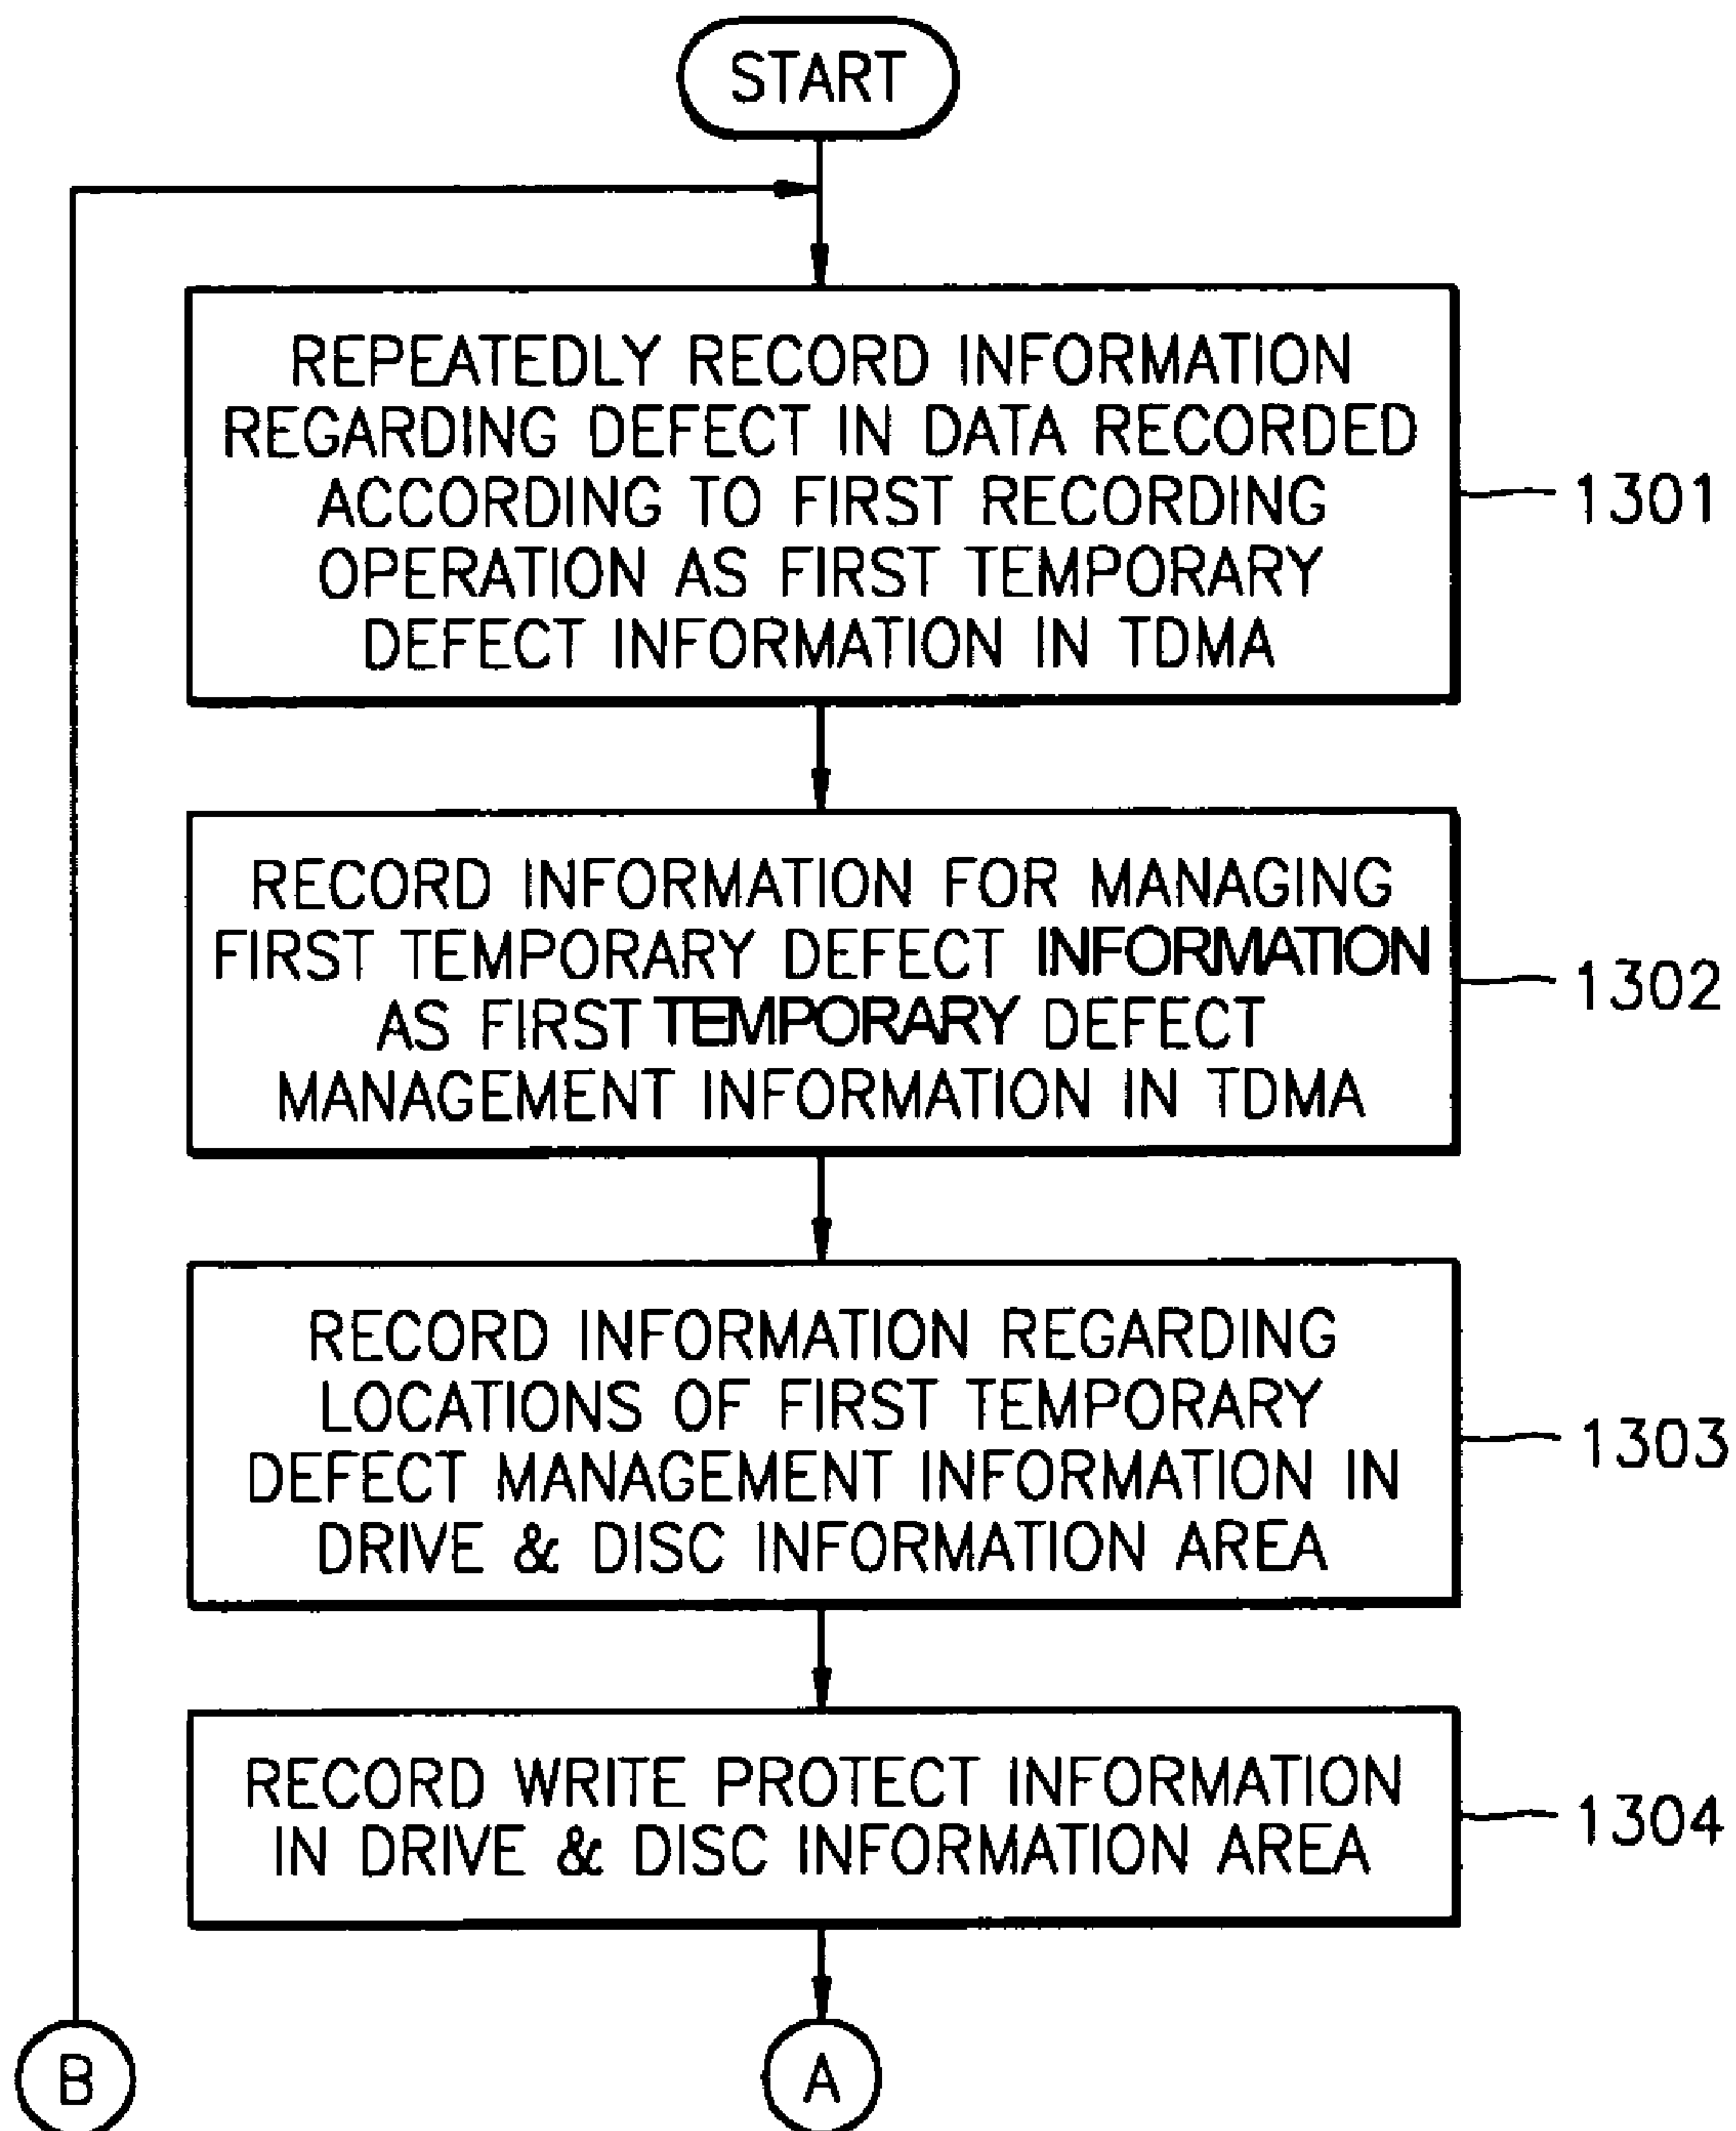 START
REPEATEDLY RECORD INFORMATION
REGARDING DEFECT IN DATA RECORDED
ACCORDING TO FIRST RECORDING
OPERATION AS FIRST TEMPORARY
DEFECT INFORMATION IN TDMA
1301
RECORD INFORMATION FOR MANAGING
FIRST TEMPORARY DEFECT INFORMATION
AS FIRST TEMPORARY DEFECT
MANAGEMENT INFORMATION IN TDMA
1302
RECORD INFORMATION REGARDING
LOCATIONS OF FIRST TEMPORARY
DEFECT MANAGEMENT INFORMATION IN
DRIVE & DISC INFORMATION AREA
1303
RECORD WRITE PROTECT INFORMATION
IN DRIVE & DISC INFORMATION AREA
1304
B
A